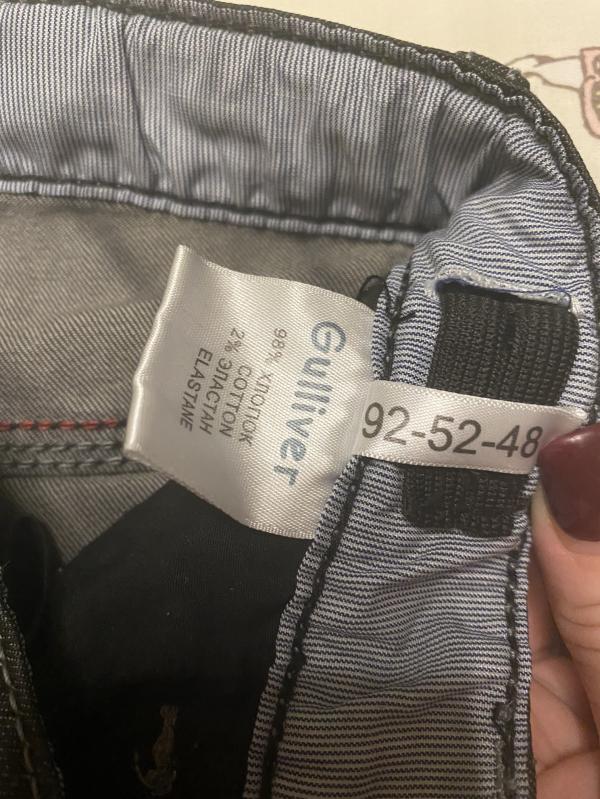 Gulliver
98% ХЛОПОК
COTTON
2% ЭЛАСТАН
ELASTANE
92-52-48